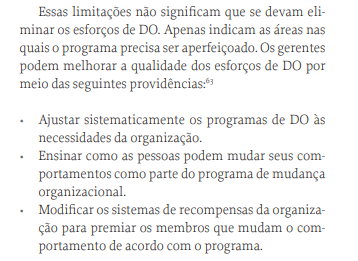 Essas limitações não significam que se devam eli-
minar os esforços de DO. Apenas indicam as áreas nas
quais o programa precisa ser aperfeiçoado. Os gerentes
podem melhorar a qualidade dos esforços de DO por
meio das seguintes providências:⁶³
• Ajustar sistematicamente os programas de DO às
necessidades da organização.
• Ensinar como as pessoas podem mudar seus com-
portamentos como parte do programa de mudança
organizacional.
• Modificar os sistemas de recompensas da organiza-
ção para premiar os membros que mudam o com-
portamento de acordo com o programa.